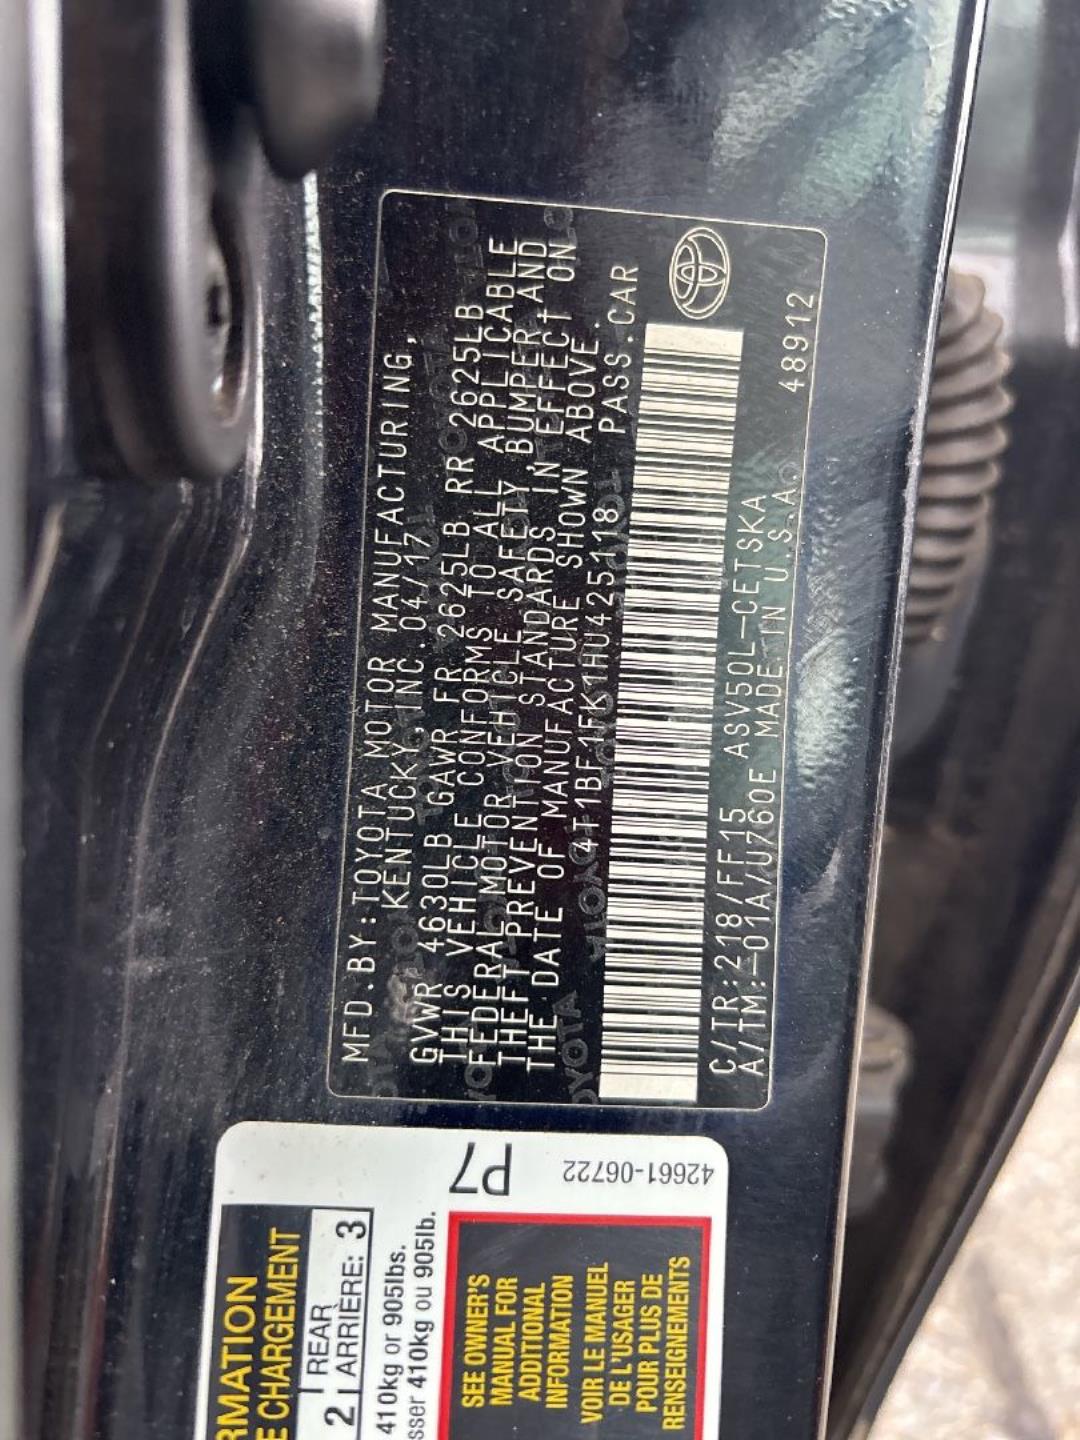 MFD.BY:TOYOTA MOTOR MANUFACTURING,
KENTUCKY,INC. 04/17
GVWR 4630LB GAWR FR 2625LB RR 2625LB
THIS VEHICLE CONFORMS TO ALL APPLICABLE
FEDERAL MOTOR VEHICLE SAFETY,BUMPER,AND
THEFT PREVENTION STANDARDS IN EFFECT ON
THE DATE OF MANUFACTURE SHOWN ABOVE.
4T1BF1FK1HU425118 PASS.CAR
C/TR:218/FF15 ASV50L-CETSKA
A/TM:-01A/U760E MADE IN U.S.A.
48912
P7
42661-06722
RMATION
E CHARGEMENT
2
REAR
ARRIÈRE: 3
410kg or 905lbs.
sser 410kg ou 905lb.
SEE OWNER'S
MANUAL FOR
ADDITIONAL
INFORMATION
VOIR LE MANUEL
DE L'USAGER
POUR PLUS DE
RENSEIGNEMENTS